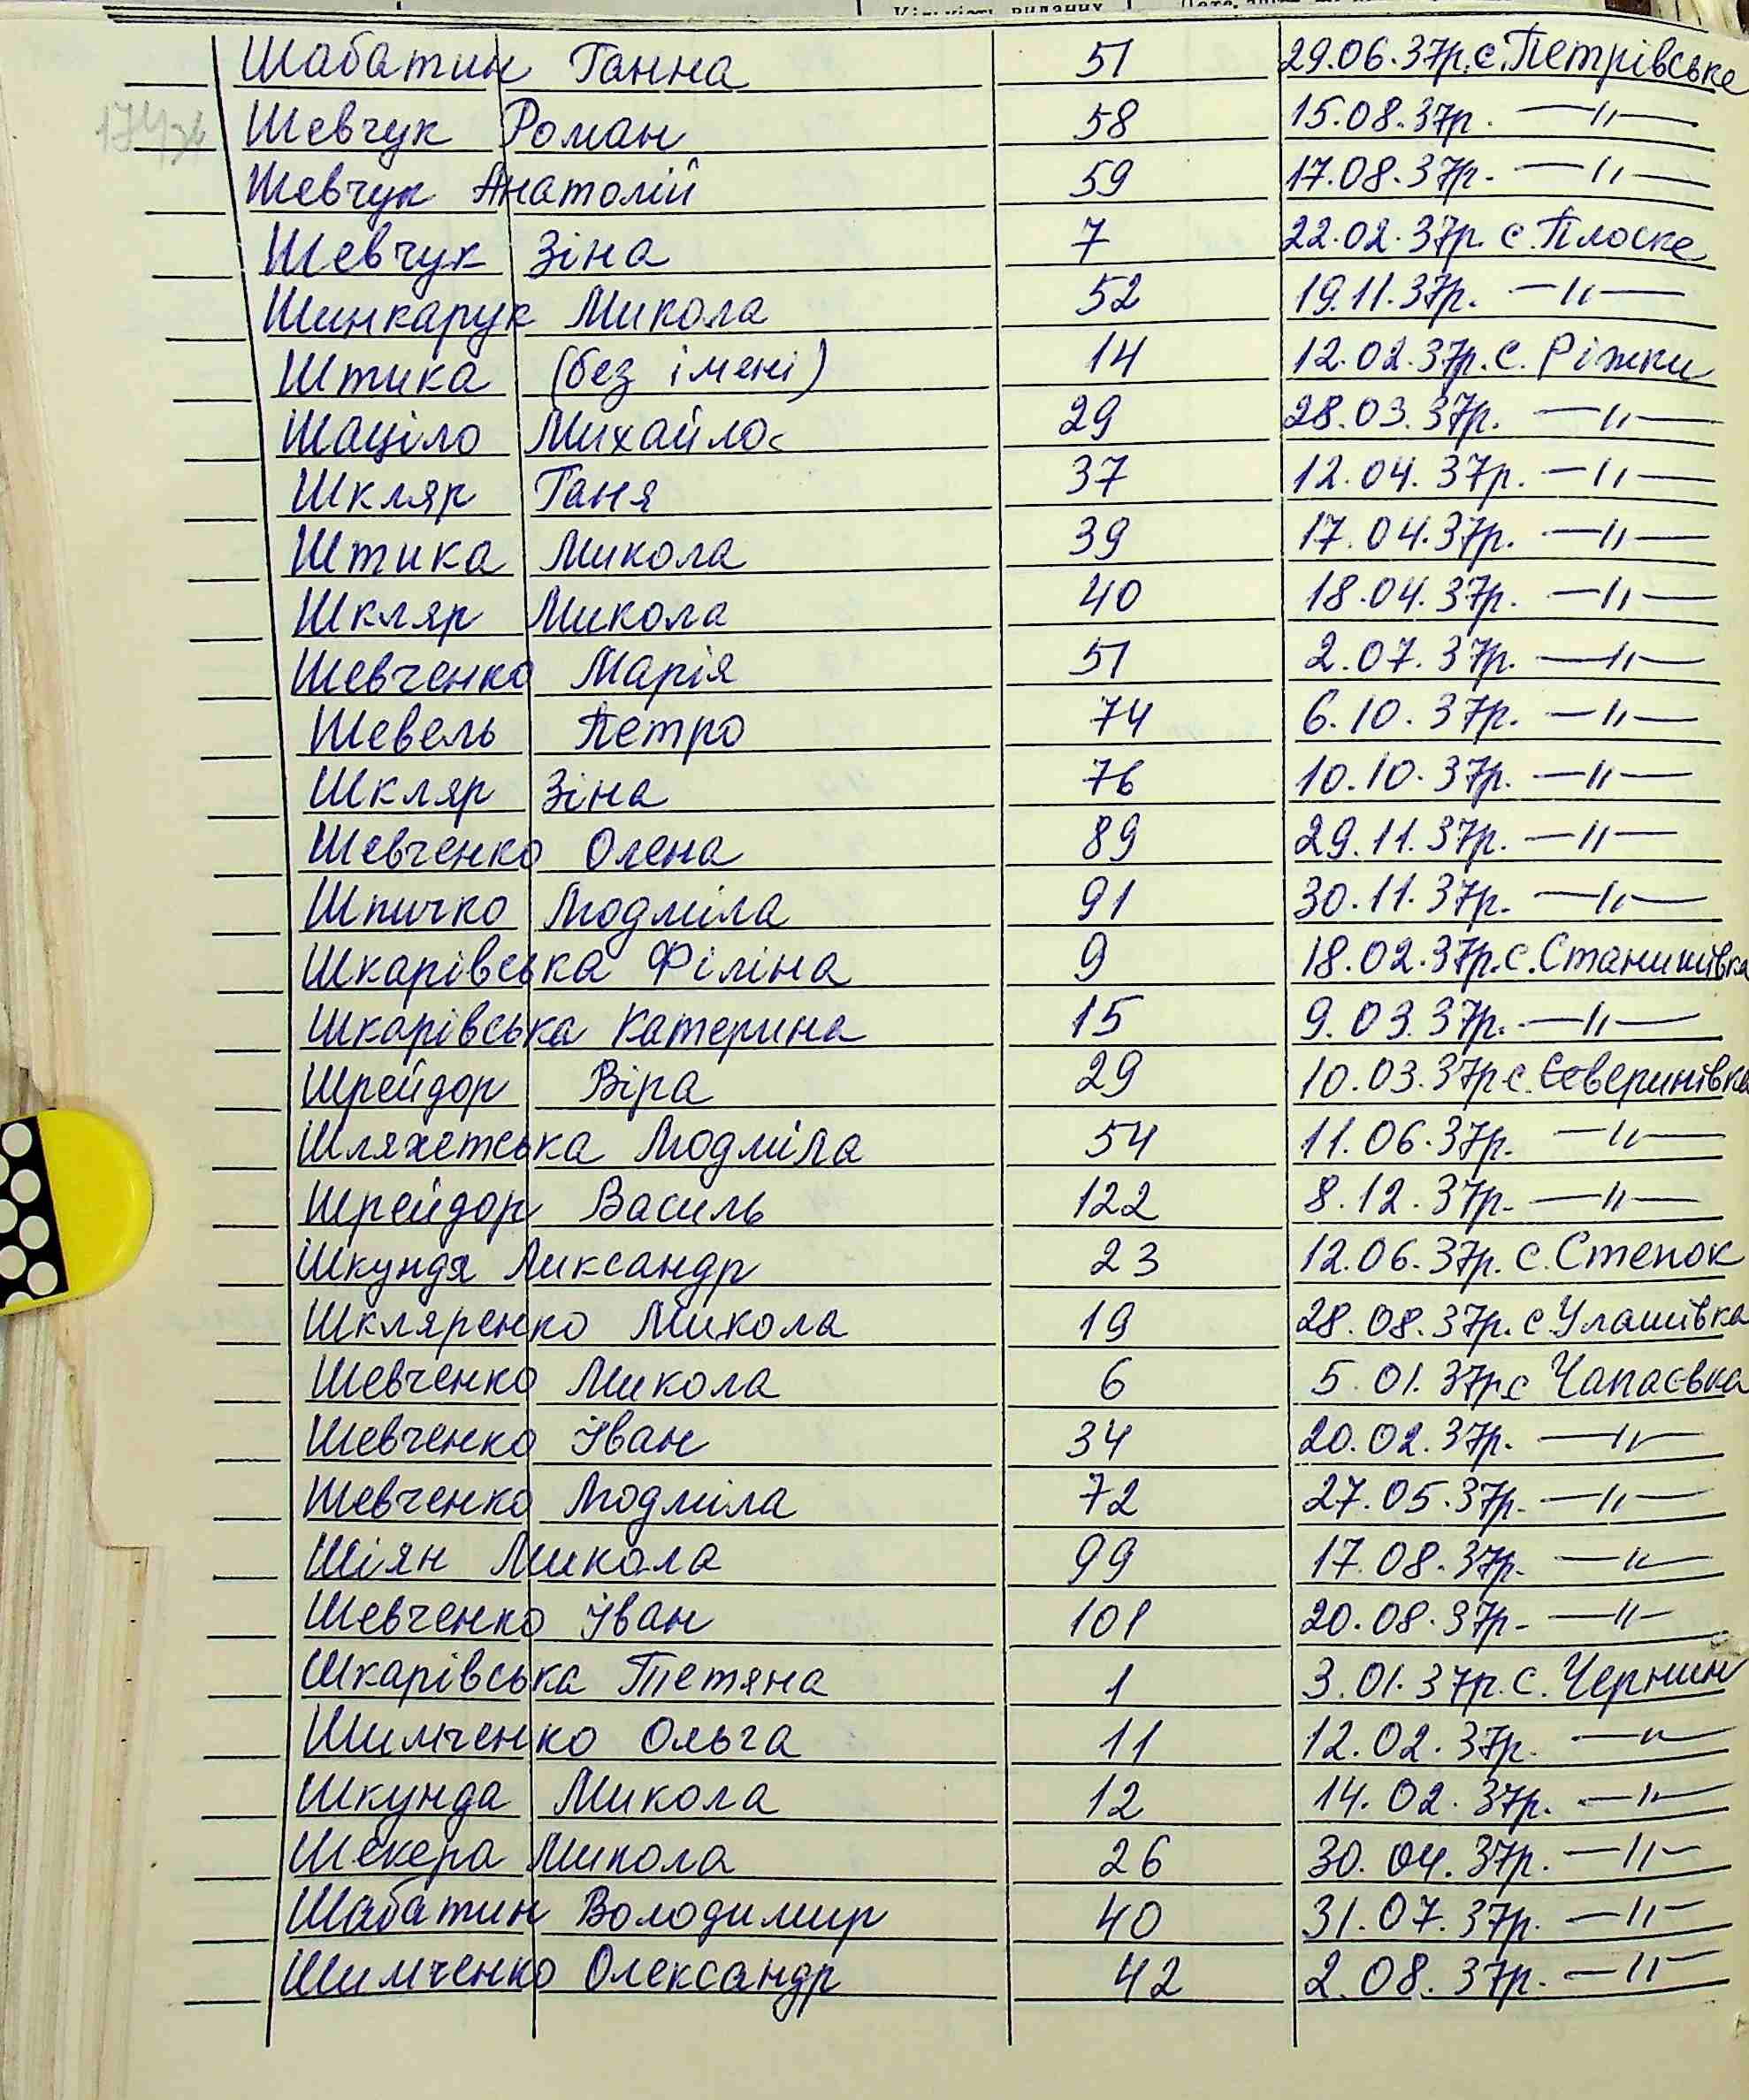 Кількість виданих
Шабатин Ганна 51 29.06.37р. с. Петрівське
174зв Шевчук Роман 58 15.08.37р. —"—
Шевчук Анатолій 59 17.08.37р. —"—
Шевчук Зіна 7 22.02.37р. с. Плоске
Шинкарук Микола 52 19.11.37р. —"—
Штика (без імені) 14 12.02.37р. с. Ріжки
Шаціло Михайло 29 28.03.37р. —"—
Шкляр Ганя 37 12.04.37р. —"—
Штика Микола 39 17.04.37р. —"—
Шкляр Микола 40 18.04.37р. —"—
Шевченко Марія 51 2.07.37р. —"—
Шевель Петро 74 6.10.37р. —"—
Шкляр Зіна 76 10.10.37р. —"—
Шевченко Олена 89 29.11.37р. —"—
Шпичко Людміла 91 30.11.37р. —"—
Шкарівська Філіна 9 18.02.37р. с. Станишівка
Шкарівська Катерина 15 9.03.37р. —"—
Шрейдор Віра 29 10.03.37р с. Северинівка
Шляхетська Людміла 54 11.06.37р. —"—
Шрейдор Василь 122 8.12.37р. —"—
Шкундя Ликсандр 23 12.06.37р. с. Степок
Шкляренко Микола 19 28.08.37р. с Улашівка
Шевченко Микола 6 5.01.37р с Чапаєвка
Шевченко Іван 34 20.02.37р. —"—
Шевченко Людміла 72 27.05.37р. —"—
Шіян Микола 99 17.08.37р. —"—
Шевченко Іван 101 20.08.37р. —"—
Шкарівська Тетяна 1 3.01.37р. с. Чернин
Шимченко Ольга 11 12.02.37р. —"—
Шкунда Микола 12 14.02.37р. —"—
Шекера Микола 26 30.04.37р. —"—
Шабатин Володимир 40 31.07.37р. —"—
Шимченко Олександр 42 2.08.37р. —"—